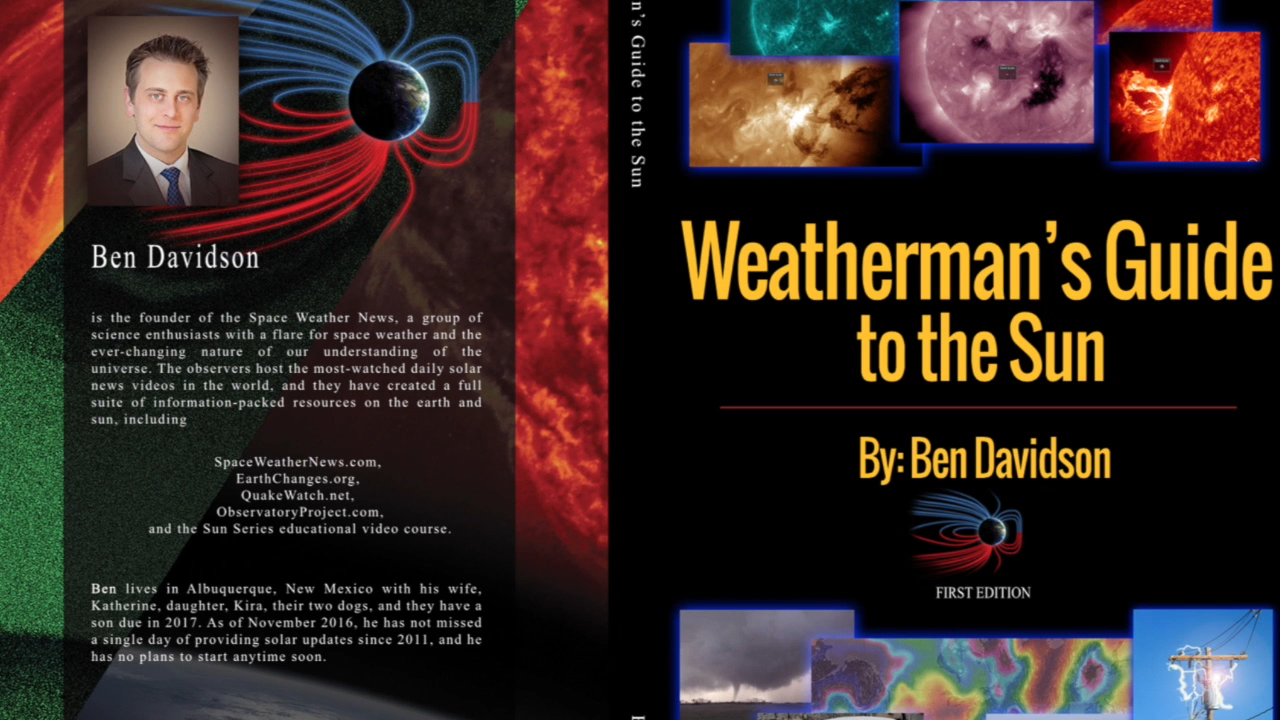 Ben Davidson
is the founder of the Space Weather News, a group of
science enthusiasts with a flare for space weather and the
ever-changing nature of our understanding of the
universe. The observers host the most-watched daily solar
news videos in the world, and they have created a full
suite of information-packed resources on the earth and
sun, including
SpaceWeatherNews.com,
EarthChanges.org,
QuakeWatch.net,
ObservatoryProject.com,
and the Sun Series educational video course.
Ben lives in Albuquerque, New Mexico with his wife,
Katherine, daughter, Kira, their two dogs, and they have a
son due in 2017. As of November 2016, he has not missed
a single day of providing solar updates since 2011, and he
has no plans to start anytime soon.
n's Guide to the Sun
Weatherman's Guide
to the Sun
By: Ben Davidson
FIRST EDITION